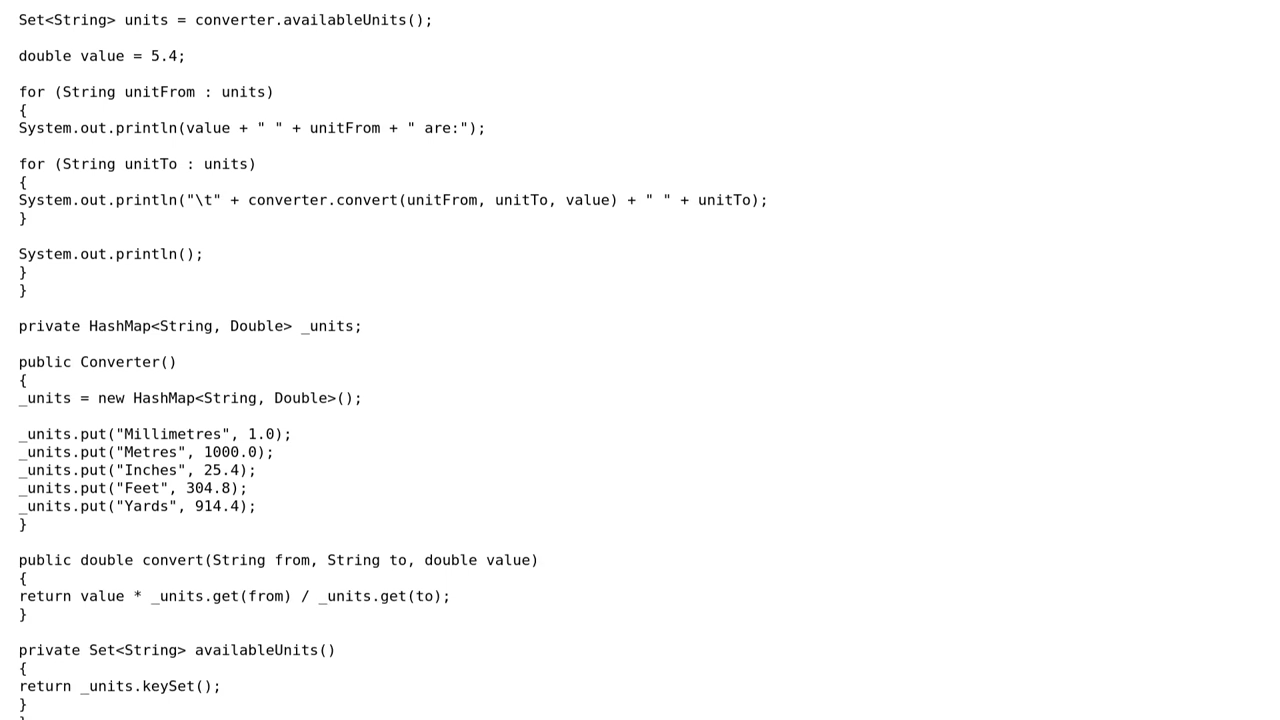 Set<String> units = converter.availableUnits();
double value = 5.4;
for (String unitFrom : units)
{
System.out.println(value + " " + unitFrom + " are:");
for (String unitTo : units)
{
System.out.println("\t" + converter.convert(unitFrom, unitTo, value) + " " + unitTo);
}
System.out.println();
}
}
private HashMap<String, Double> _units;
public Converter()
{
_units = new HashMap<String, Double>();
_units.put("Millimetres", 1.0);
_units.put("Metres", 1000.0);
_units.put("Inches", 25.4);
_units.put("Feet", 304.8);
_units.put("Yards", 914.4);
}
public double convert(String from, String to, double value)
{
return value * _units.get(from) / _units.get(to);
}
private Set<String> availableUnits()
{
return _units.keySet();
}
}